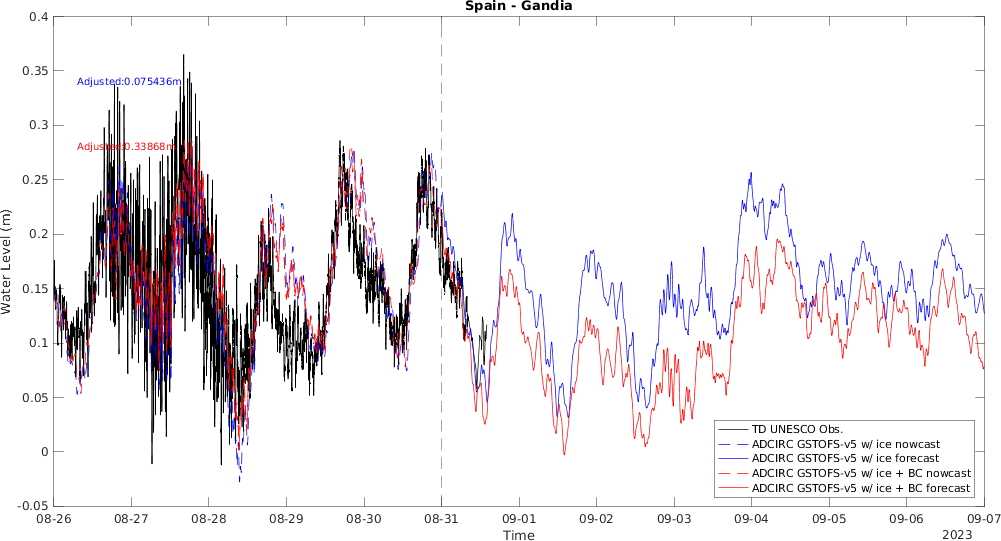 Spain - Gandia
0.4
0.35
0.3
0.25
0.2
0.15
0.1
0.05
0
-0.05
Water Level (m)
Adjusted:0.075436m
Adjusted:0.33868m
TD UNESCO Obs.
ADCIRC GSTOFS-v5 w/ ice nowcast
ADCIRC GSTOFS-v5 w/ ice forecast
ADCIRC GSTOFS-v5 w/ ice + BC nowcast
ADCIRC GSTOFS-v5 w/ ice + BC forecast
08-26 08-27 08-28 08-29 08-30 08-31 09-01 09-02 09-03 09-04 09-05 09-06 09-07
Time
2023